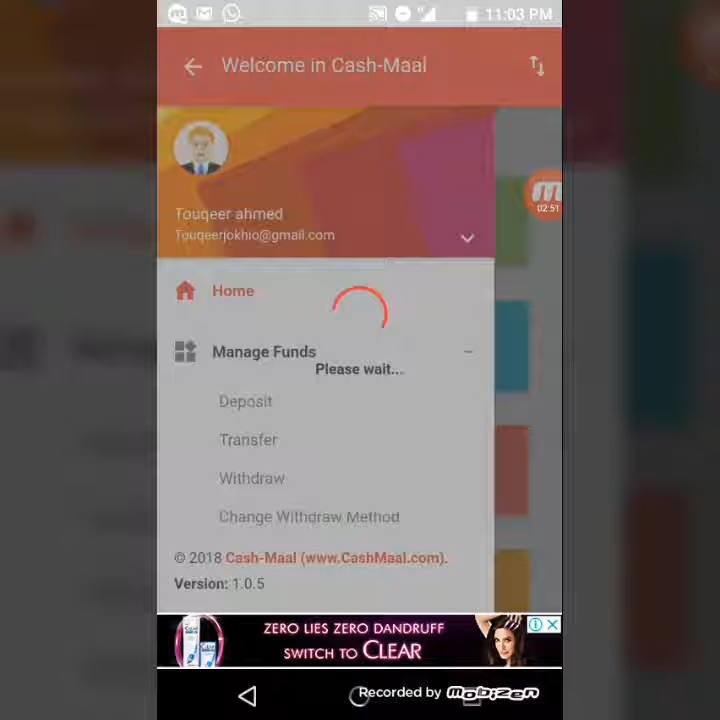 11:03 PM
Welcome in Cash-Maal
02:51
Touqeer ahmed
Touqeerjokhio@gmail.com
Home
Manage Funds
Please wait...
Deposit
Transfer
Withdraw
Change Withdraw Method
© 2018 Cash-Maal (www.CashMaal.com).
Version: 1.0.5
ZERO LIES ZERO DANDRUFF
SWITCH TO CLEAR
Recorded by mobizen